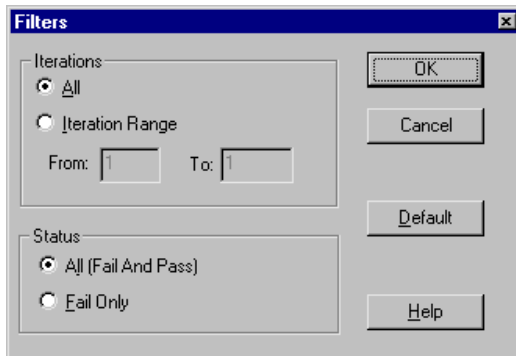 Filters
Iterations
All
Iteration Range
From: 1 To: 1
Status
All (Fail And Pass)
Fail Only
OK
Cancel
Default
Help